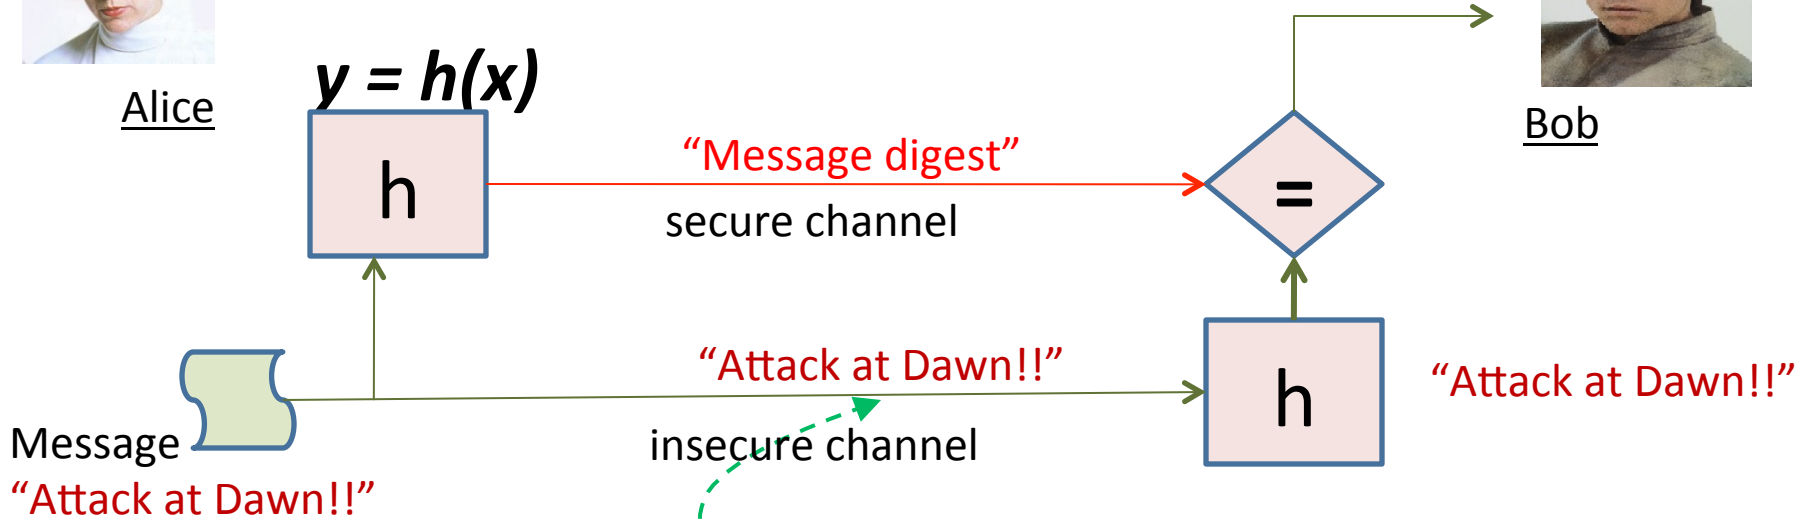 y = h(x)
Alice
Bob
“Message digest”
h
=
secure channel
“Attack at Dawn!!”
“Attack at Dawn!!”
h
insecure channel
Message
“Attack at Dawn!!”